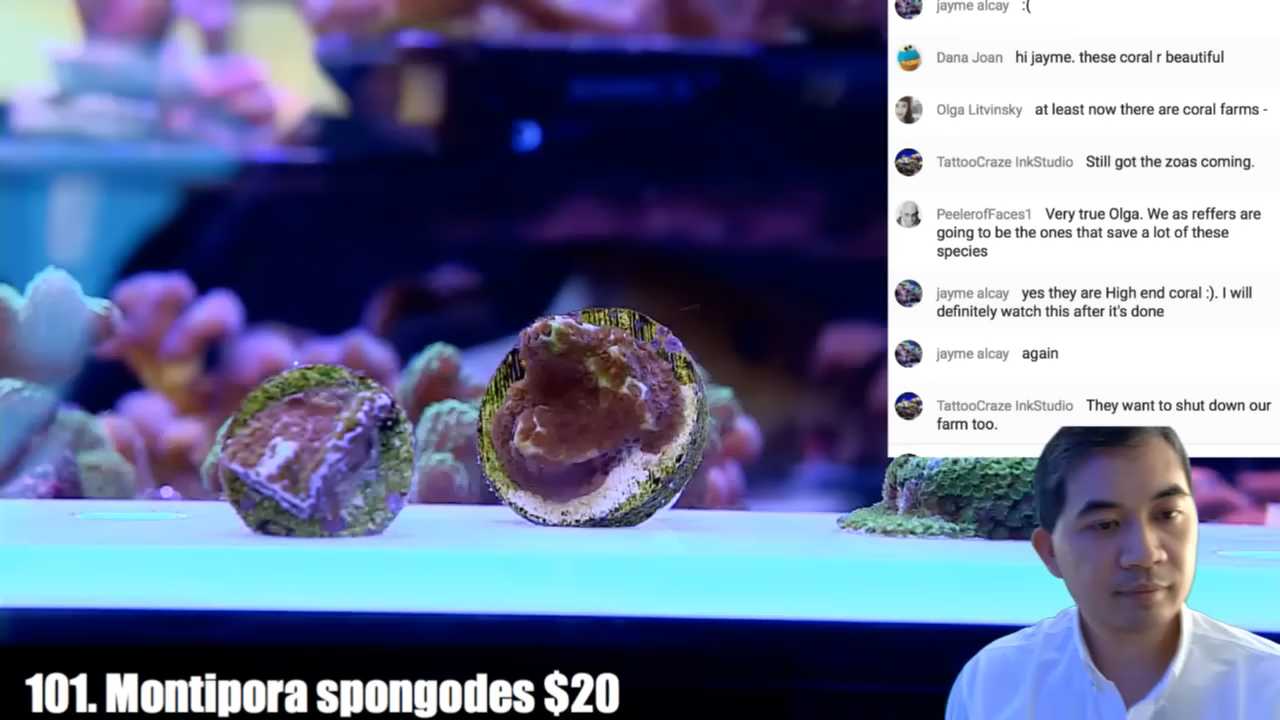 jayme alcay :(
Dana Joan hi jayme. these coral r beautiful
Olga Litvinsky at least now there are coral farms -
TattooCraze InkStudio Still got the zoas coming.
PeelerofFaces1 Very true Olga. We as reffers are
going to be the ones that save a lot of these
species
jayme alcay yes they are High end coral :). I will
definitely watch this after it's done
jayme alcay again
TattooCraze InkStudio They want to shut down our
farm too.
101. Montipora spongodes $20